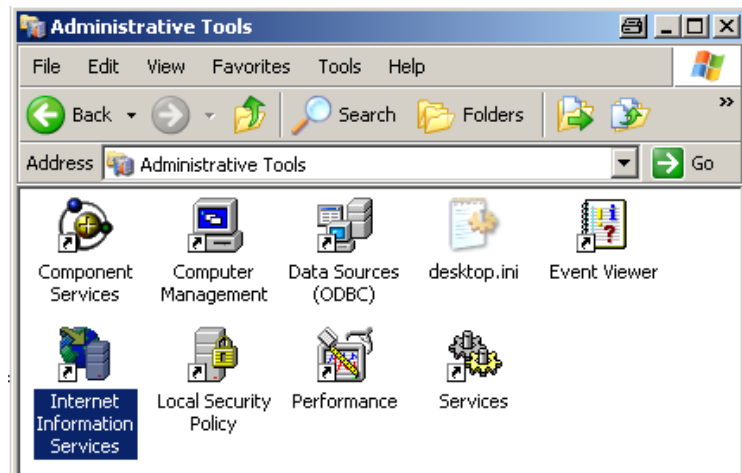 Administrative Tools
File Edit View Favorites Tools Help
Back Search Folders »
Address Administrative Tools Go
Component Services
Computer Management
Data Sources (ODBC)
desktop.ini
Event Viewer
Internet Information Services
Local Security Policy
Performance
Services